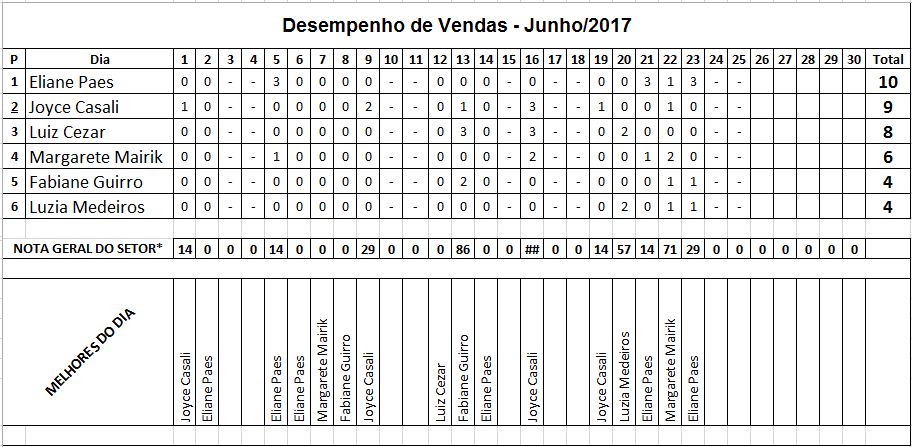 Desempenho de Vendas - Junho/2017
P Dia 1 2 3 4 5 6 7 8 9 10 11 12 13 14 15 16 17 18 19 20 21 22 23 24 25 26 27 28 29 30 Total
1 Eliane Paes 0 0 - - 3 0 0 0 0 - - 0 0 0 - 0 - - 0 0 3 1 3 - - 10
2 Joyce Casali 1 0 - - 0 0 0 0 2 - - 0 1 0 - 3 - - 1 0 0 1 0 - - 9
3 Luiz Cezar 0 0 - - 0 0 0 0 0 - - 0 3 0 - 3 - - 0 2 0 0 0 - - 8
4 Margarete Mairik 0 0 - - 1 0 0 0 0 - - 0 0 0 - 2 - - 0 0 1 2 0 - - 6
5 Fabiane Guirro 0 0 - - 0 0 0 0 0 - - 0 2 0 - 0 - - 0 0 0 1 1 - - 4
6 Luzia Medeiros 0 0 - - 0 0 0 0 0 - - 0 0 0 - 0 - - 0 2 0 1 1 - - 4
NOTA GERAL DO SETOR* 14 0 0 0 14 0 0 0 29 0 0 0 86 0 0 ## 0 0 14 57 14 71 29 0 0 0 0 0 0 0
MELHORES DO DIA
Joyce Casali
Eliane Paes
Eliane Paes
Eliane Paes
Margarete Mairik
Fabiane Guirro
Joyce Casali
Luiz Cezar
Fabiane Guirro
Eliane Paes
Joyce Casali
Joyce Casali
Luzia Medeiros
Eliane Paes
Margarete Mairik
Eliane Paes